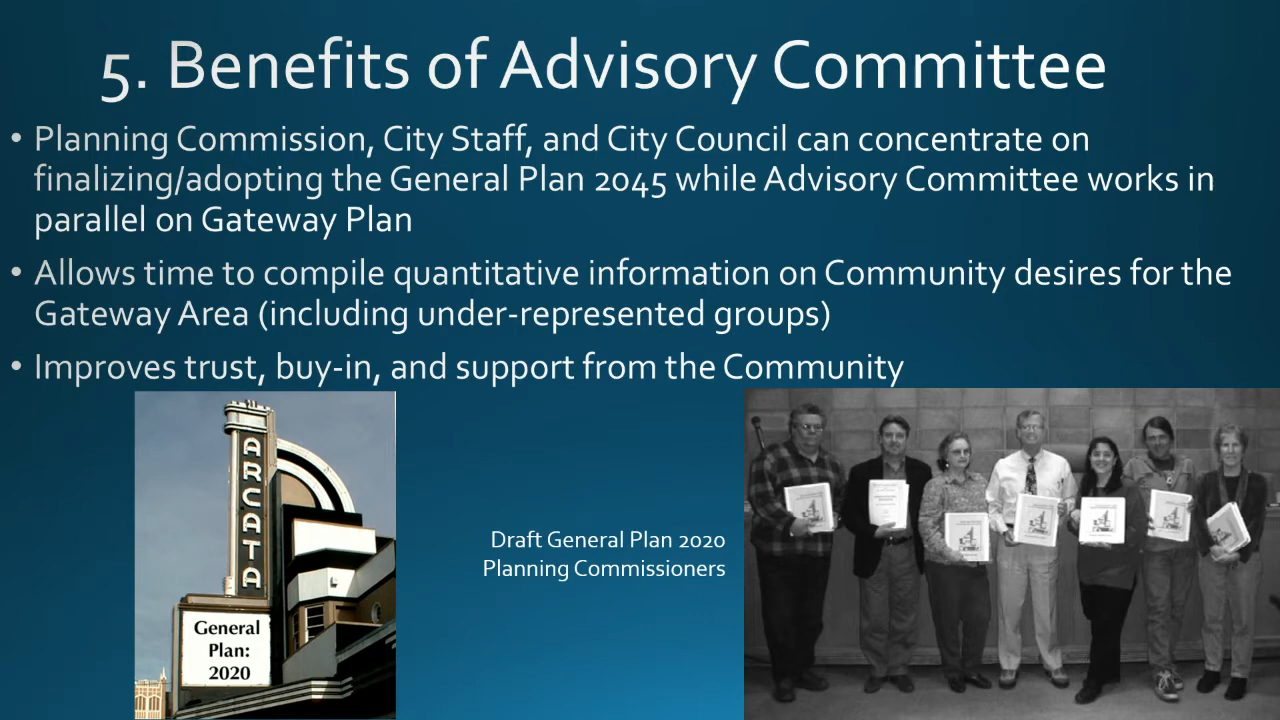 5. Benefits of Advisory Committee
• Planning Commission, City Staff, and City Council can concentrate on
finalizing/adopting the General Plan 2045 while Advisory Committee works in
parallel on Gateway Plan
• Allows time to compile quantitative information on Community desires for the
Gateway Area (including under-represented groups)
• Improves trust, buy-in, and support from the Community
ARCATA
General
Plan:
2020
Draft General Plan 2020
Planning Commissioners